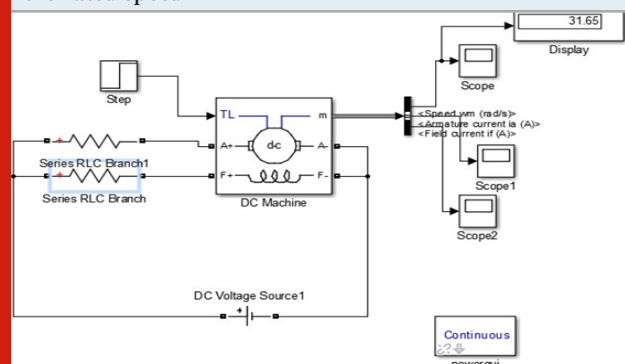 31.65
Display
Scope
Step
TL
m
<Speed wm (rad/s)>
<Armature current ia (A)>
<Field current if (A)>
A+
dc
A-
Series RLC Branch1
F+
F-
Scope1
Series RLC Branch
DC Machine
Scope2
DC Voltage Source1
Continuous